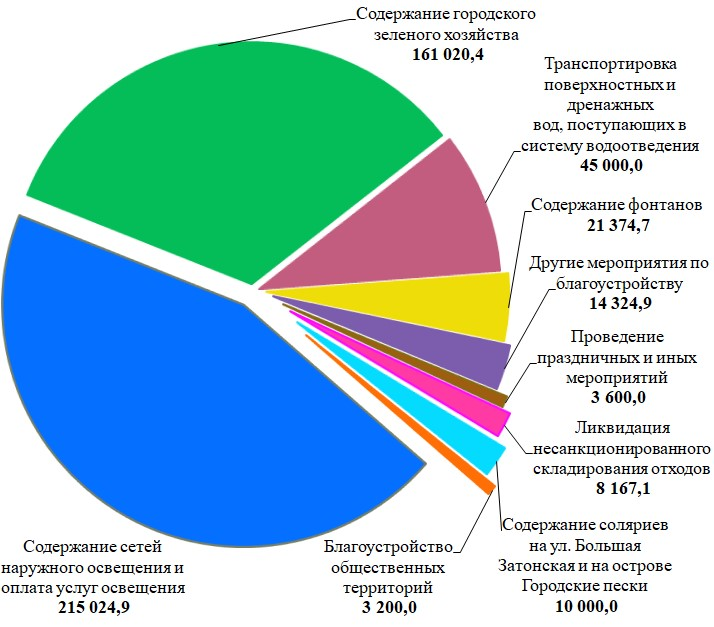 Содержание городского
зеленого хозяйства
161 020,4
Транспортировка
поверхностных и
дренажных
вод, поступающих в
систему водоотведения
45 000,0
Содержание фонтанов
21 374,7
Другие мероприятия по
благоустройству
14 324,9
Проведение
праздничных и иных
мероприятий
3 600,0
Ликвидация
несанкционированного
складирования отходов
8 167,1
Содержание соляриев
на ул. Большая
Затонская и на острове
Городские пески
10 000,0
Благоустройство
общественных
территорий
3 200,0
Содержание сетей
наружного освещения и
оплата услуг освещения
215 024,9